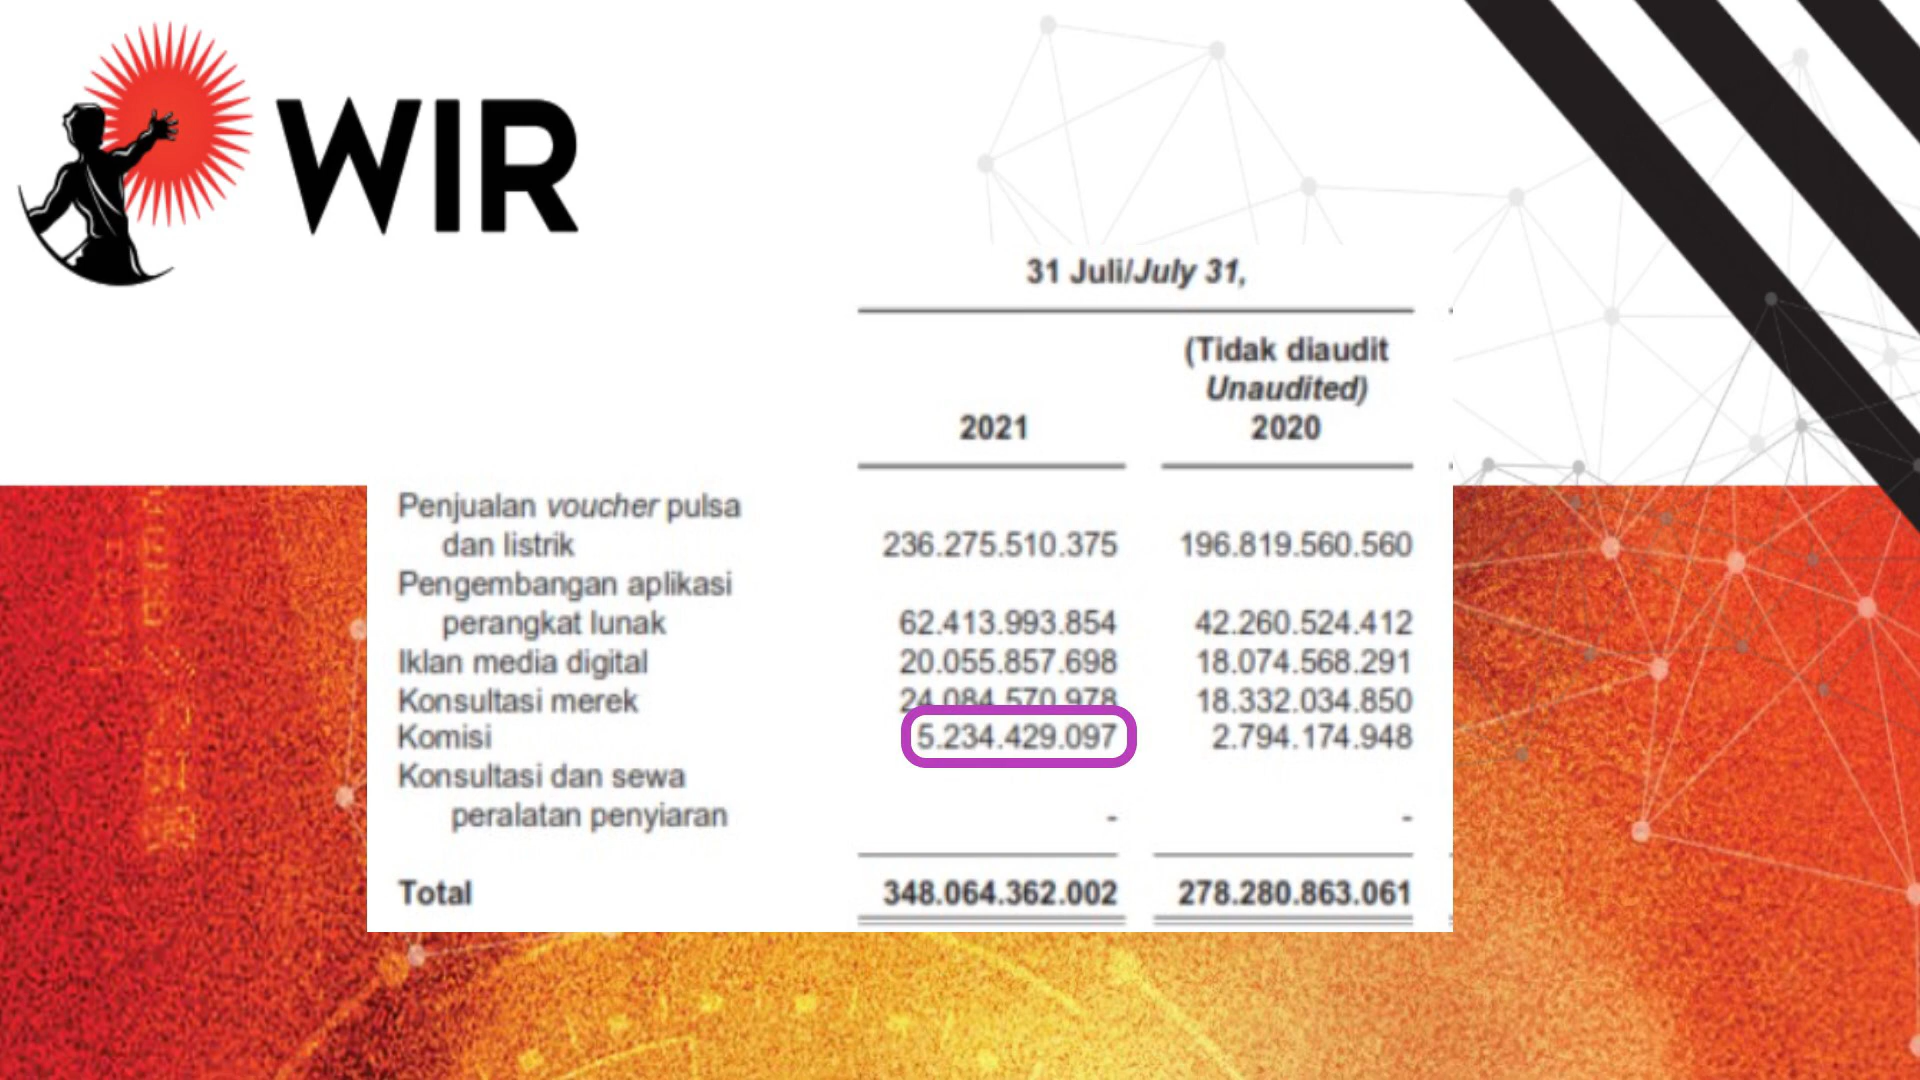 WIR
31 Juli/July 31,
(Tidak diaudit
Unaudited)
2021 2020
Penjualan voucher pulsa
dan listrik 236.275.510.375 196.819.560.560
Pengembangan aplikasi
perangkat lunak 62.413.993.854 42.260.524.412
Iklan media digital 20.055.857.698 18.074.568.291
Konsultasi merek 24.084.570.978 18.332.034.850
Komisi 5.234.429.097 2.794.174.948
Konsultasi dan sewa
peralatan penyiaran - -
Total 348.064.362.002 278.280.863.061